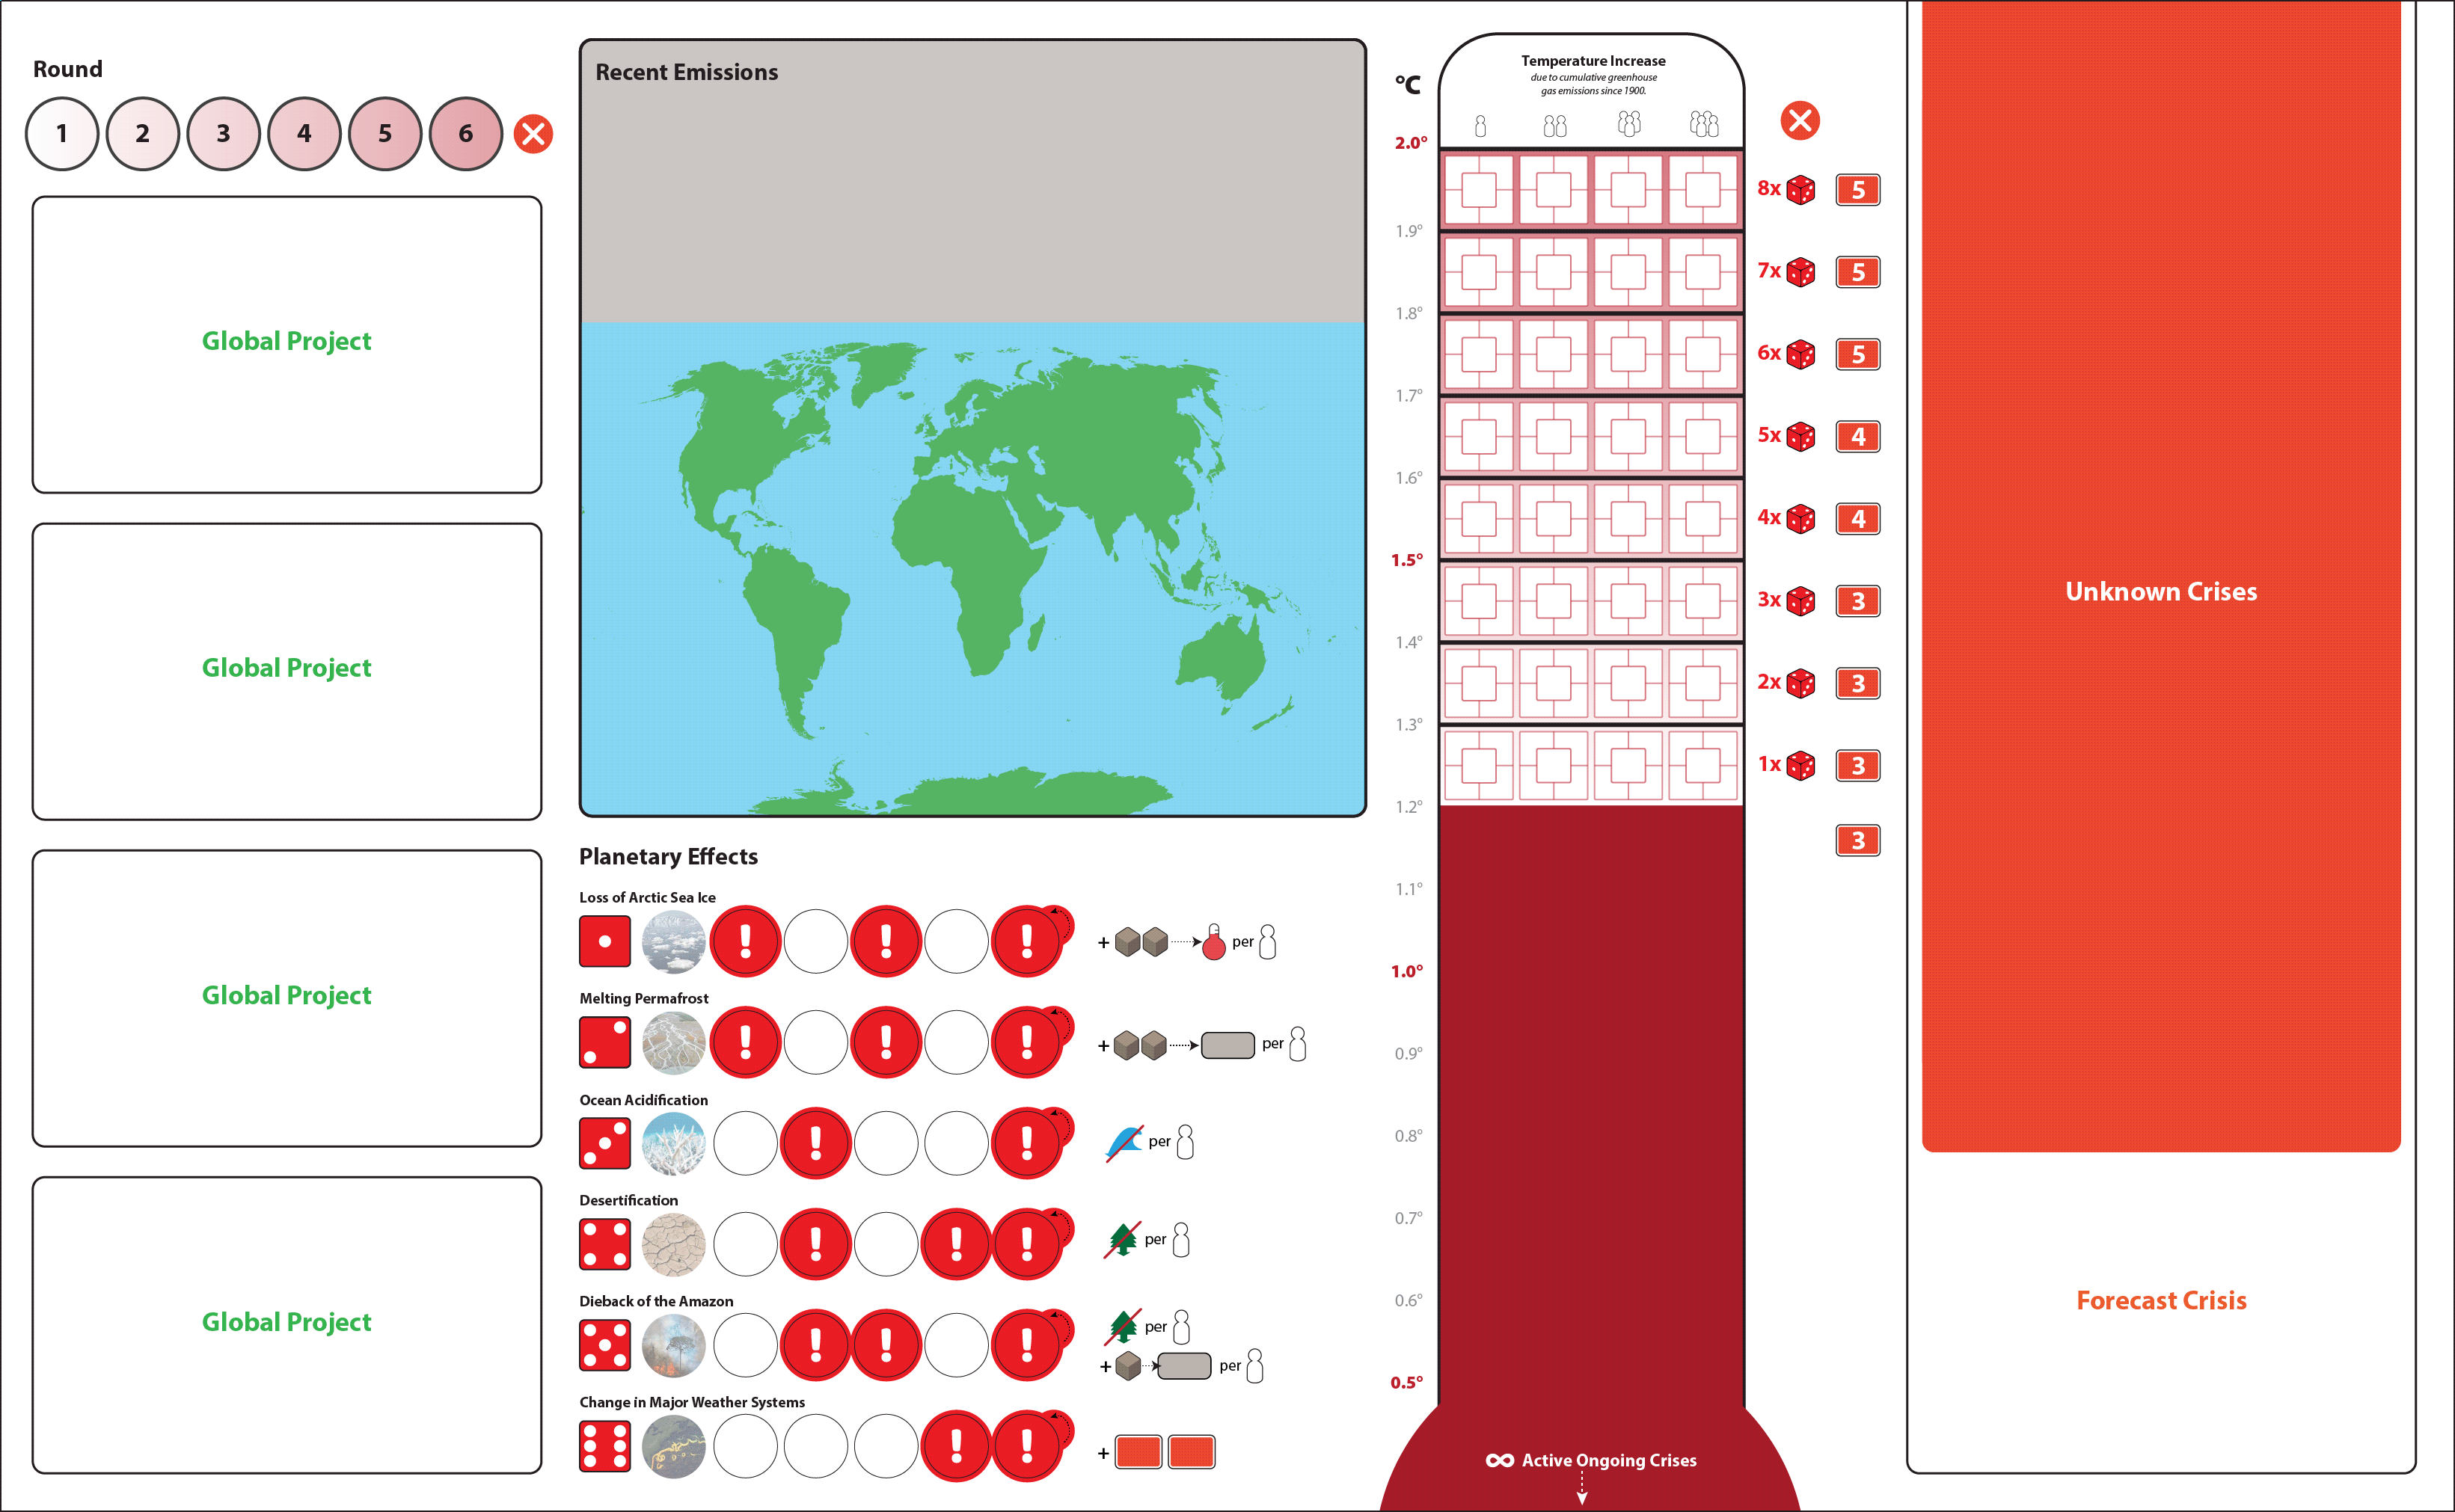 Round
1 2 3 4 5 6
Global Project
Global Project
Global Project
Global Project
Recent Emissions
Planetary Effects
Loss of Arctic Sea Ice
! ! !
+ per
Melting Permafrost
! ! !
+ per
Ocean Acidification
! !
per
Desertification
! ! !
per
Dieback of the Amazon
! ! !
per
+ per
Change in Major Weather Systems
! !
+
°C
Temperature Increase
due to cumulative greenhouse
gas emissions since 1900.
2.0°
8x 5
1.9°
7x 5
1.8°
6x 5
1.7°
5x 4
1.6°
4x 4
1.5°
3x 3
1.4°
2x 3
1.3°
1x 3
1.2°
3
1.1°
1.0°
0.9°
0.8°
0.7°
0.6°
0.5°
∞ Active Ongoing Crises
Unknown Crises
Forecast Crisis